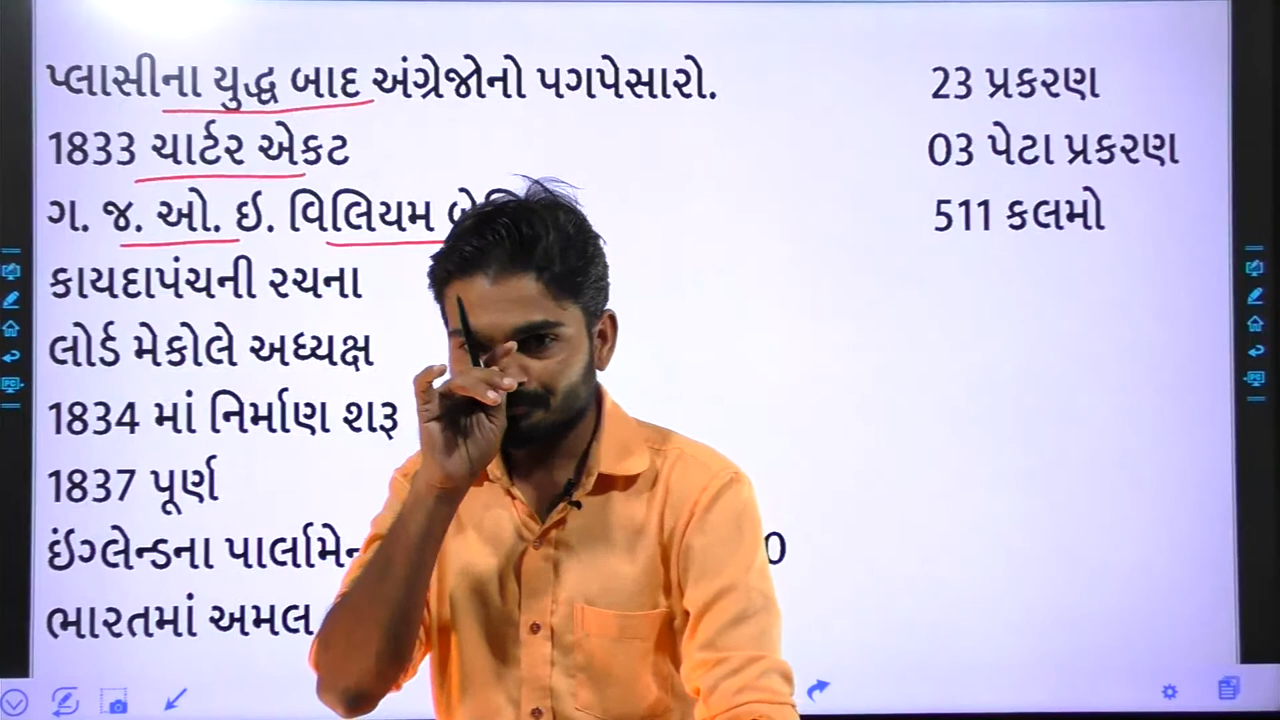 પ્લાસીના યુદ્ધ બાદ અંગ્રેજોનો પગપેસારો.
1833 ચાર્ટર એકટ
ગ. જ. ઓ. ઇ. વિલિયમ
કાયદાપંચની રચના
લોર્ડ મેકોલે અધ્યક્ષ
1834 માં નિર્માણ શરૂ
1837 પૂર્ણ
ઈંગ્લેન્ડના
ભારતમાં અમલ
23 પ્રકરણ
03 પેટા પ્રકરણ
511 કલમો